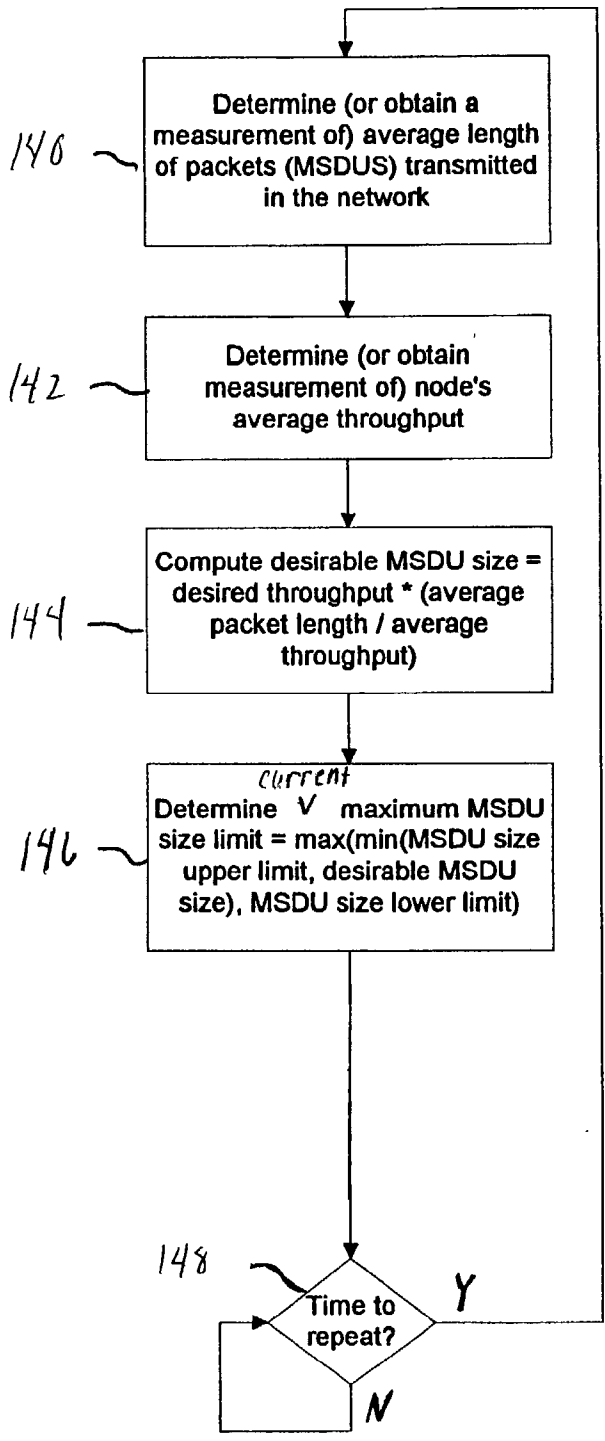 140
Determine (or obtain a
measurement of) average length
of packets (MSDUS) transmitted
in the network
142
Determine (or obtain
measurement of) node's
average throughput
144
Compute desirable MSDU size =
desired throughput * (average
packet length / average
throughput)
146
current
Determine V maximum MSDU
size limit = max(min(MSDU size
upper limit, desirable MSDU
size), MSDU size lower limit)
148
Time to
repeat?
Y
N